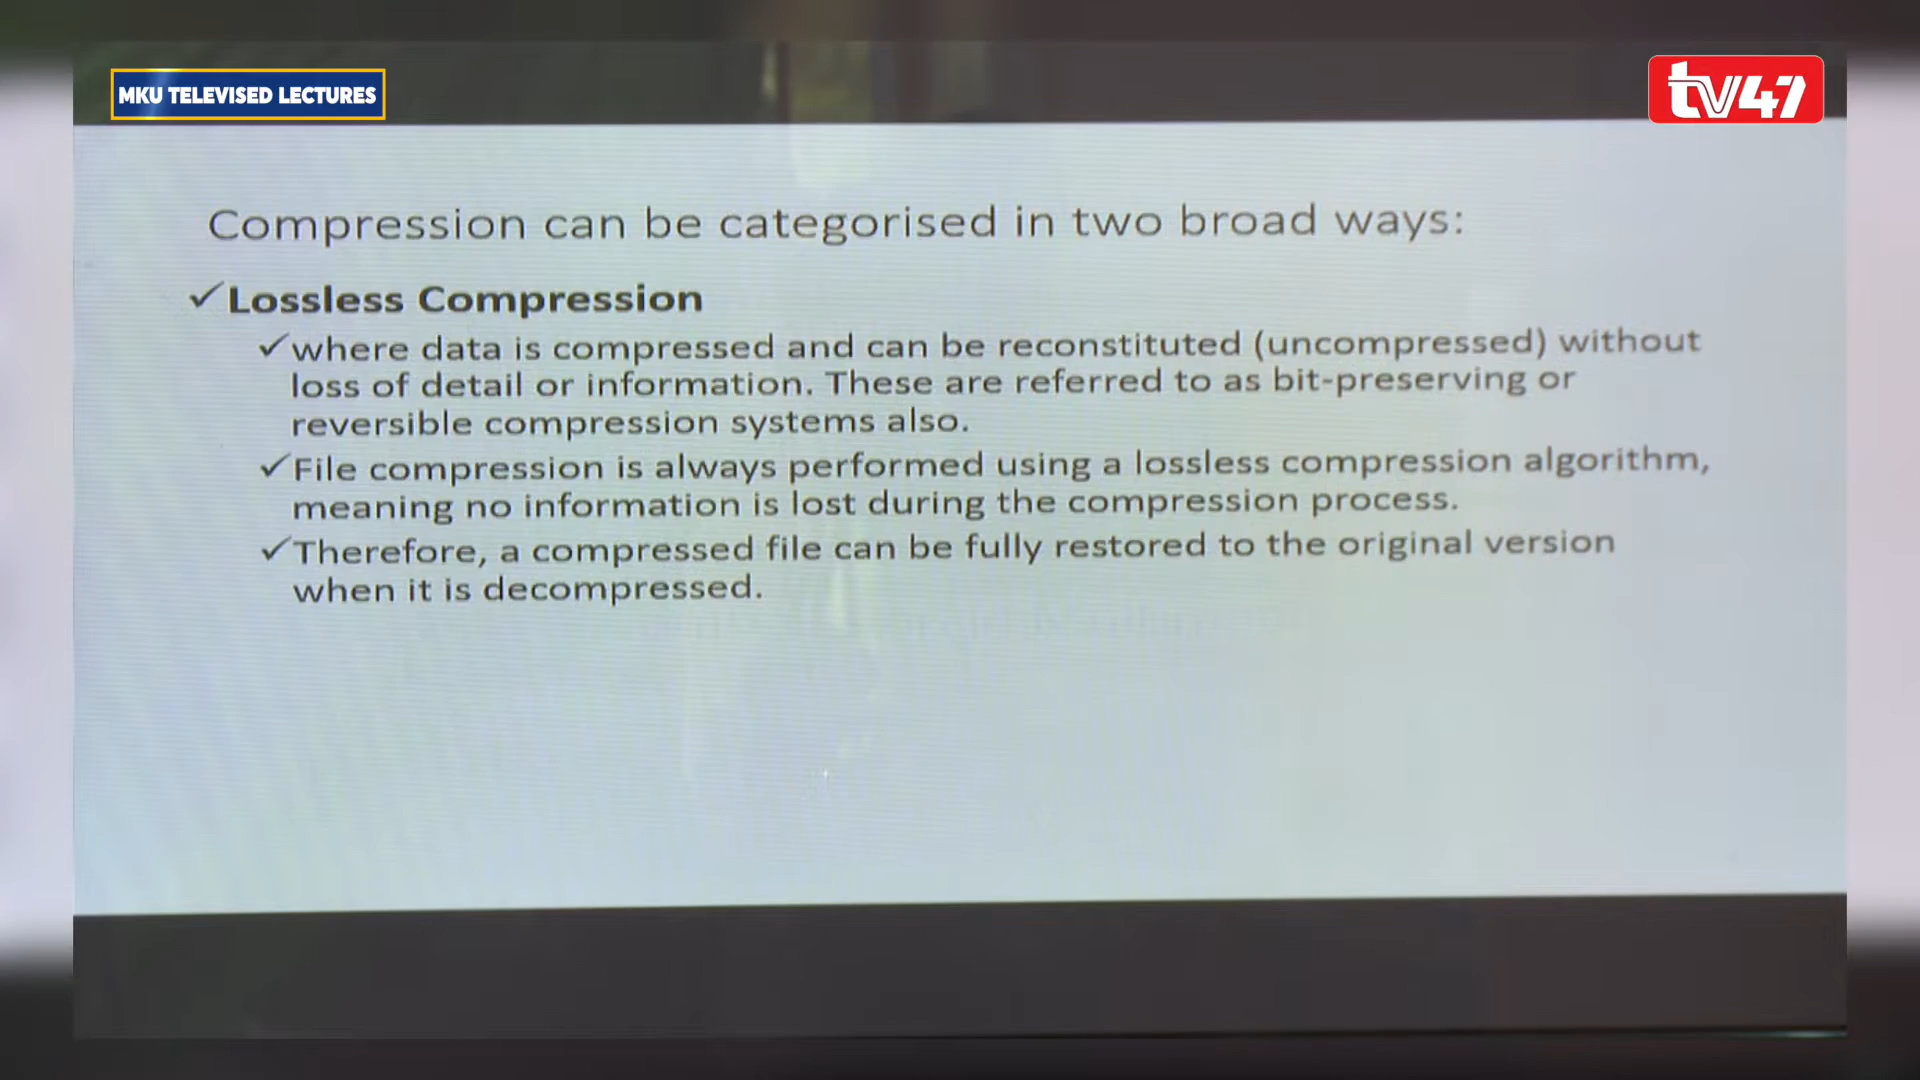 MKU TELEVISED LECTURES
tv47
Compression can be categorised in two broad ways:
✓ Lossless Compression
✓ where data is compressed and can be reconstituted (uncompressed) without
loss of detail or information. These are referred to as bit-preserving or
reversible compression systems also.
✓ File compression is always performed using a lossless compression algorithm,
meaning no information is lost during the compression process.
✓ Therefore, a compressed file can be fully restored to the original version
when it is decompressed.